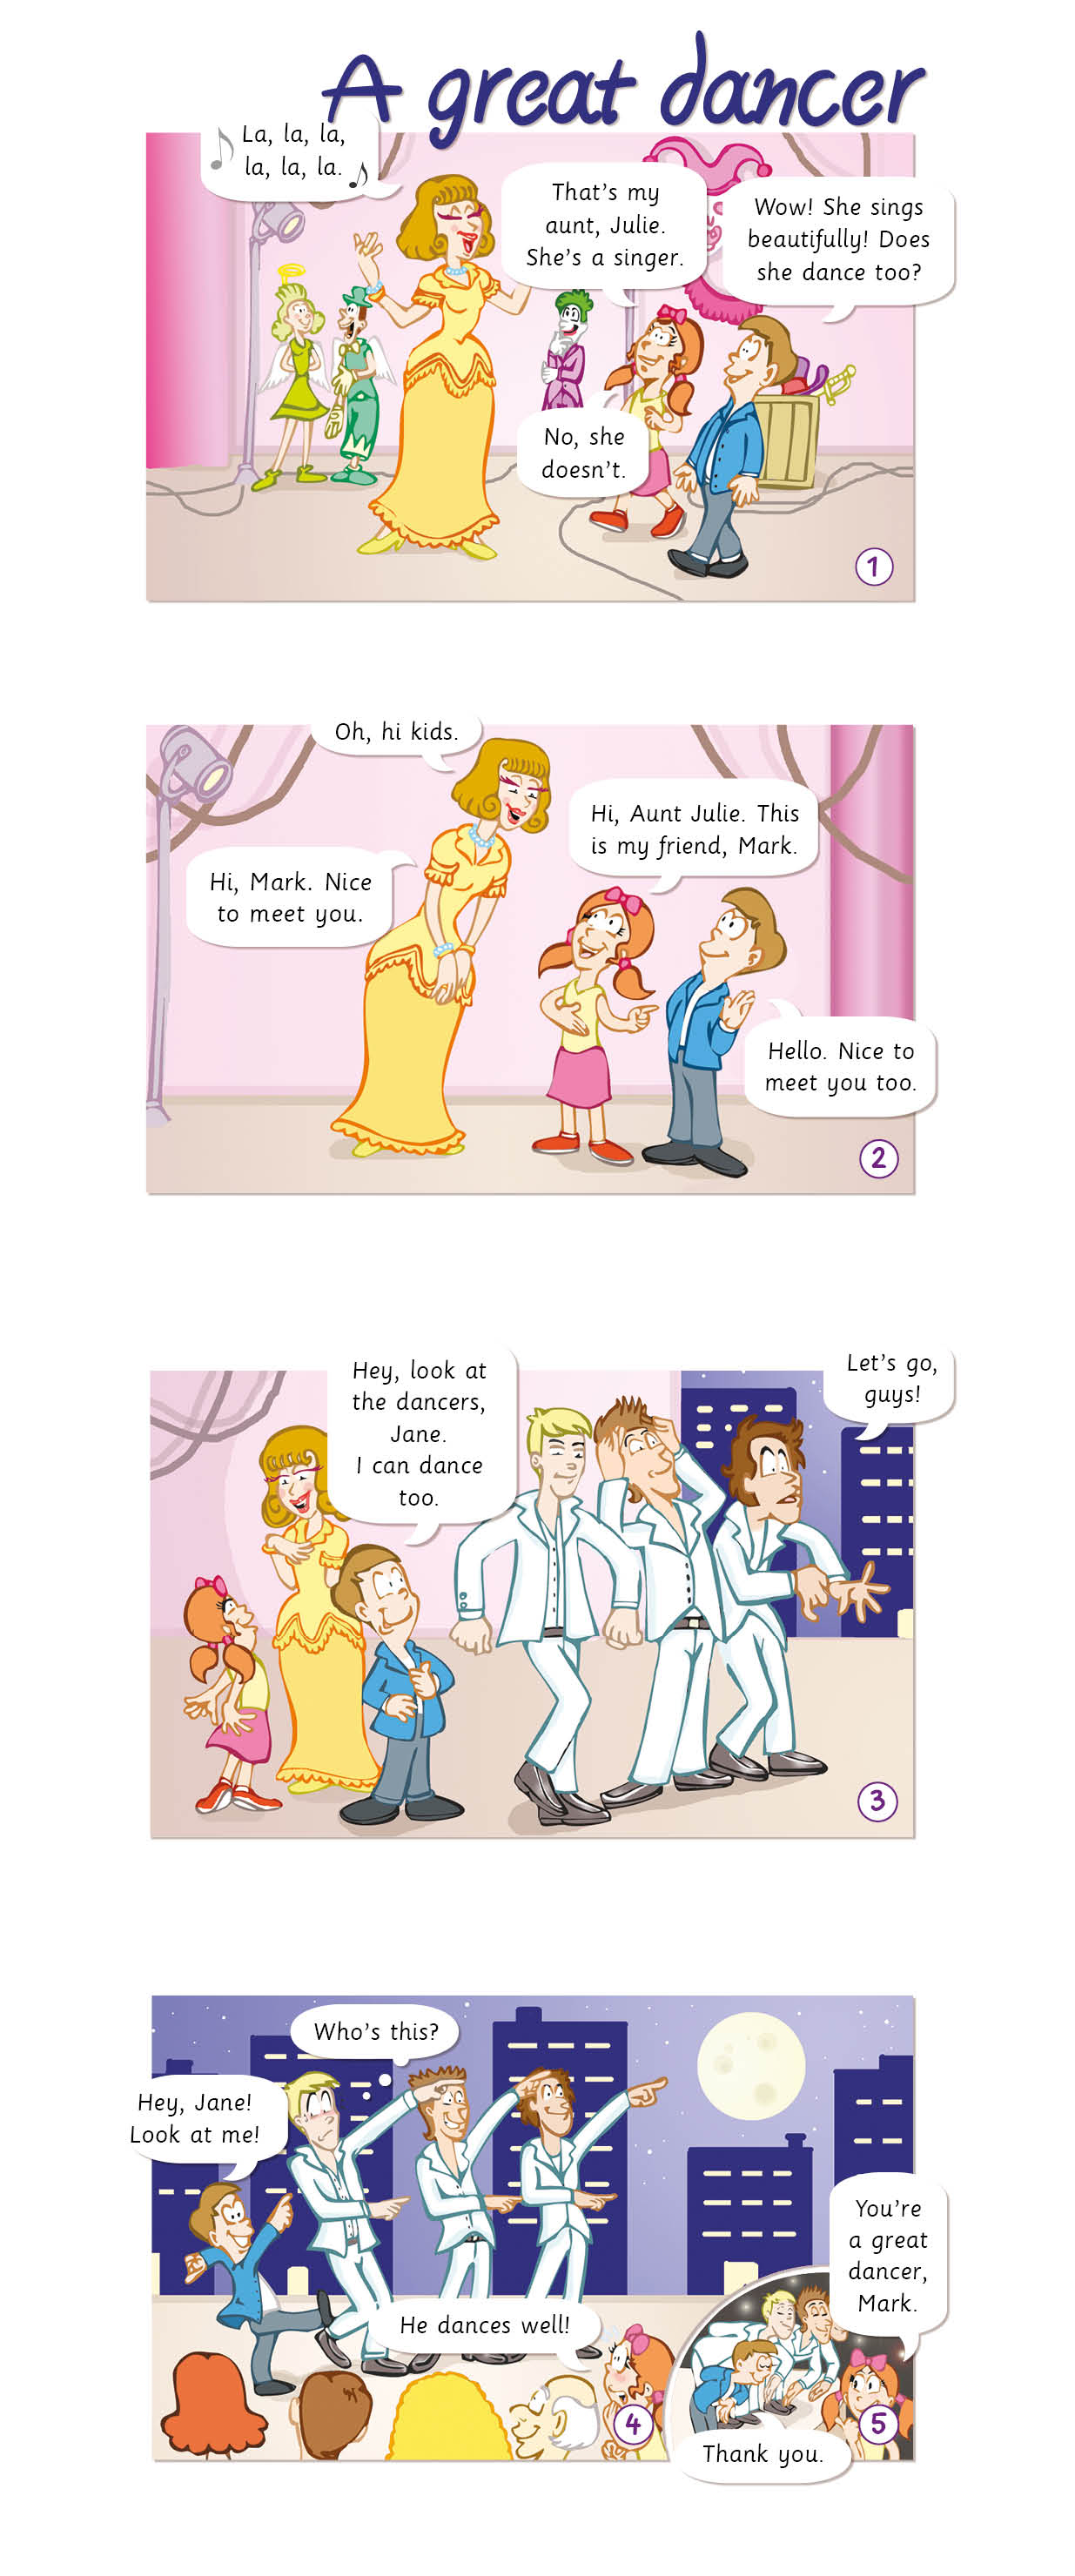 A great dancer
La, la, la,
la, la, la.
That's my
aunt, Julie.
She's a singer.
Wow! She sings
beautifully! Does
she dance too?
No, she
doesn't.
1
Oh, hi kids.
Hi, Aunt Julie. This
is my friend, Mark.
Hi, Mark. Nice
to meet you.
Hello. Nice to
meet you too.
2
Hey, look at
the dancers,
Jane.
I can dance
too.
Let's go,
guys!
3
Who's this?
Hey, Jane!
Look at me!
He dances well!
4
You're
a great
dancer,
Mark.
Thank you.
5